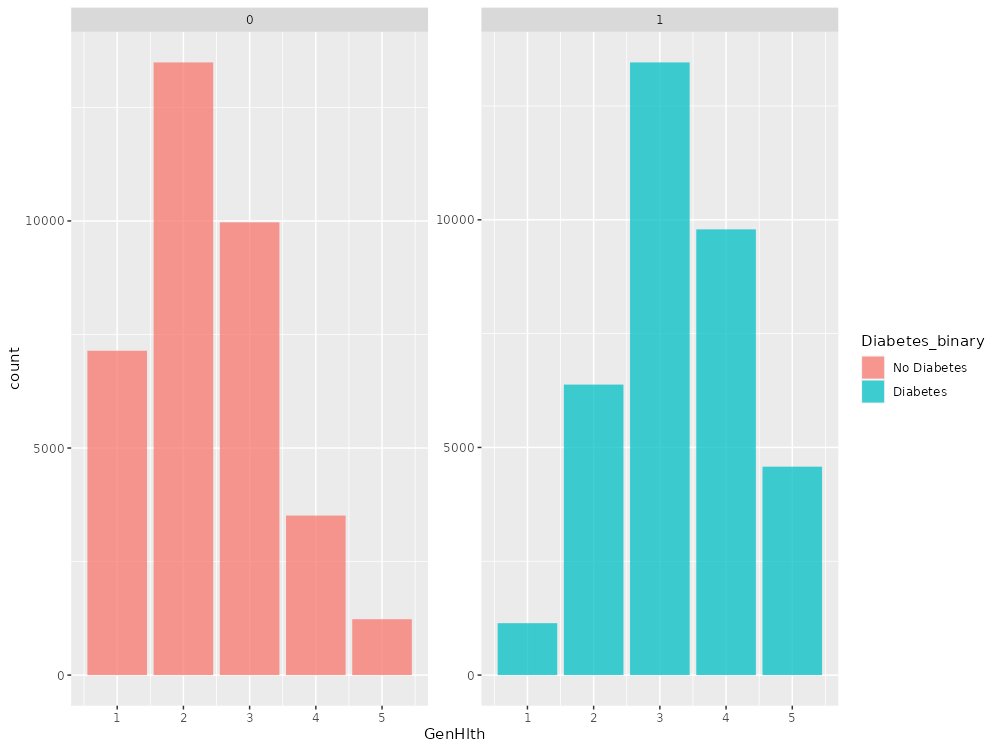 0
1
10000
5000
0
10000
5000
0
count
1 2 3 4 5
1 2 3 4 5
GenHlth
Diabetes_binary
No Diabetes
Diabetes